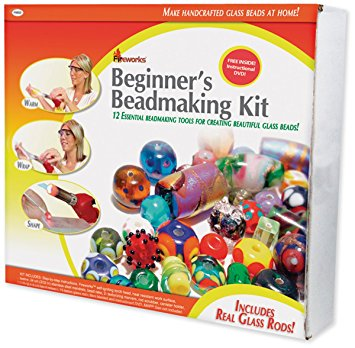 MAKE HANDCRAFTED GLASS BEADS AT HOME!
Fireworks
FREE INSIDE!
Instructional
DVD!
Beginner's
Beadmaking Kit
12 ESSENTIAL BEADMAKING TOOLS FOR CREATING BEAUTIFUL GLASS BEADS!
WARM
WRAP
SHAPE
INCLUDES
REAL GLASS RODS!